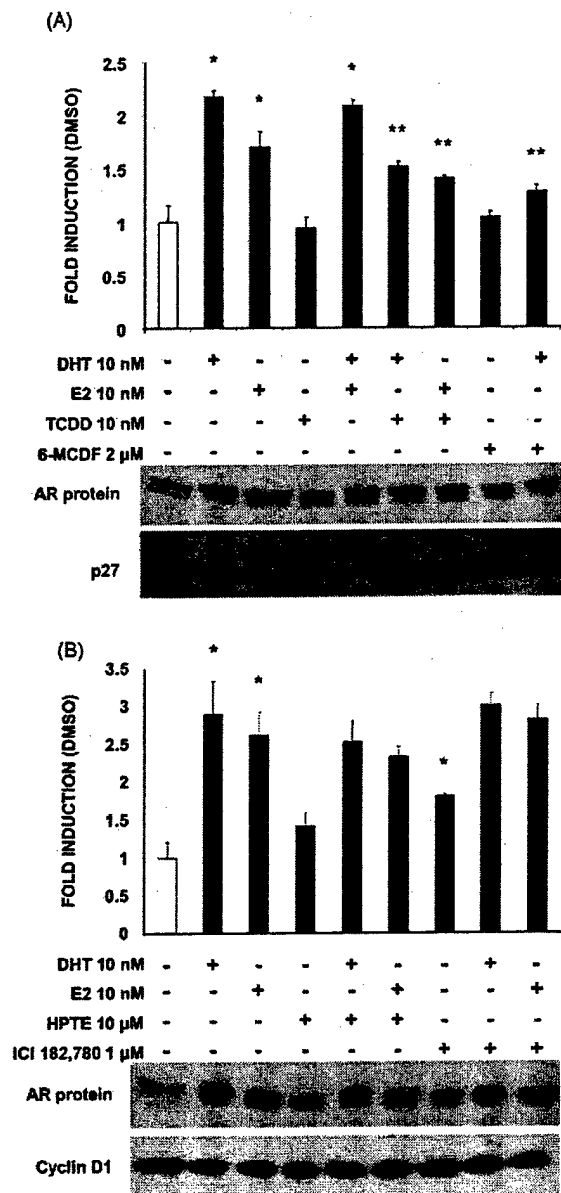 (A)
FOLD INDUCTION (DMSO)
2.5
2
1.5
1
0.5
0
* * * ** ** **
DHT 10 nM - + - - + + - - +
E2 10 nM - - + - + - + - -
TCDD 10 nM - - - + - + + - -
6-MCDF 2 µM - - - - - - - + +
AR protein
p27
(B)
FOLD INDUCTION (DMSO)
3.5
3
2.5
2
1.5
1
0.5
0
* * *
DHT 10 nM - + - - + - - + -
E2 10 nM - - + - - + - - +
HPTE 10 µM - - - + + + - - -
ICI 182,780 1 µM - - - - - - + + +
AR protein
Cyclin D1